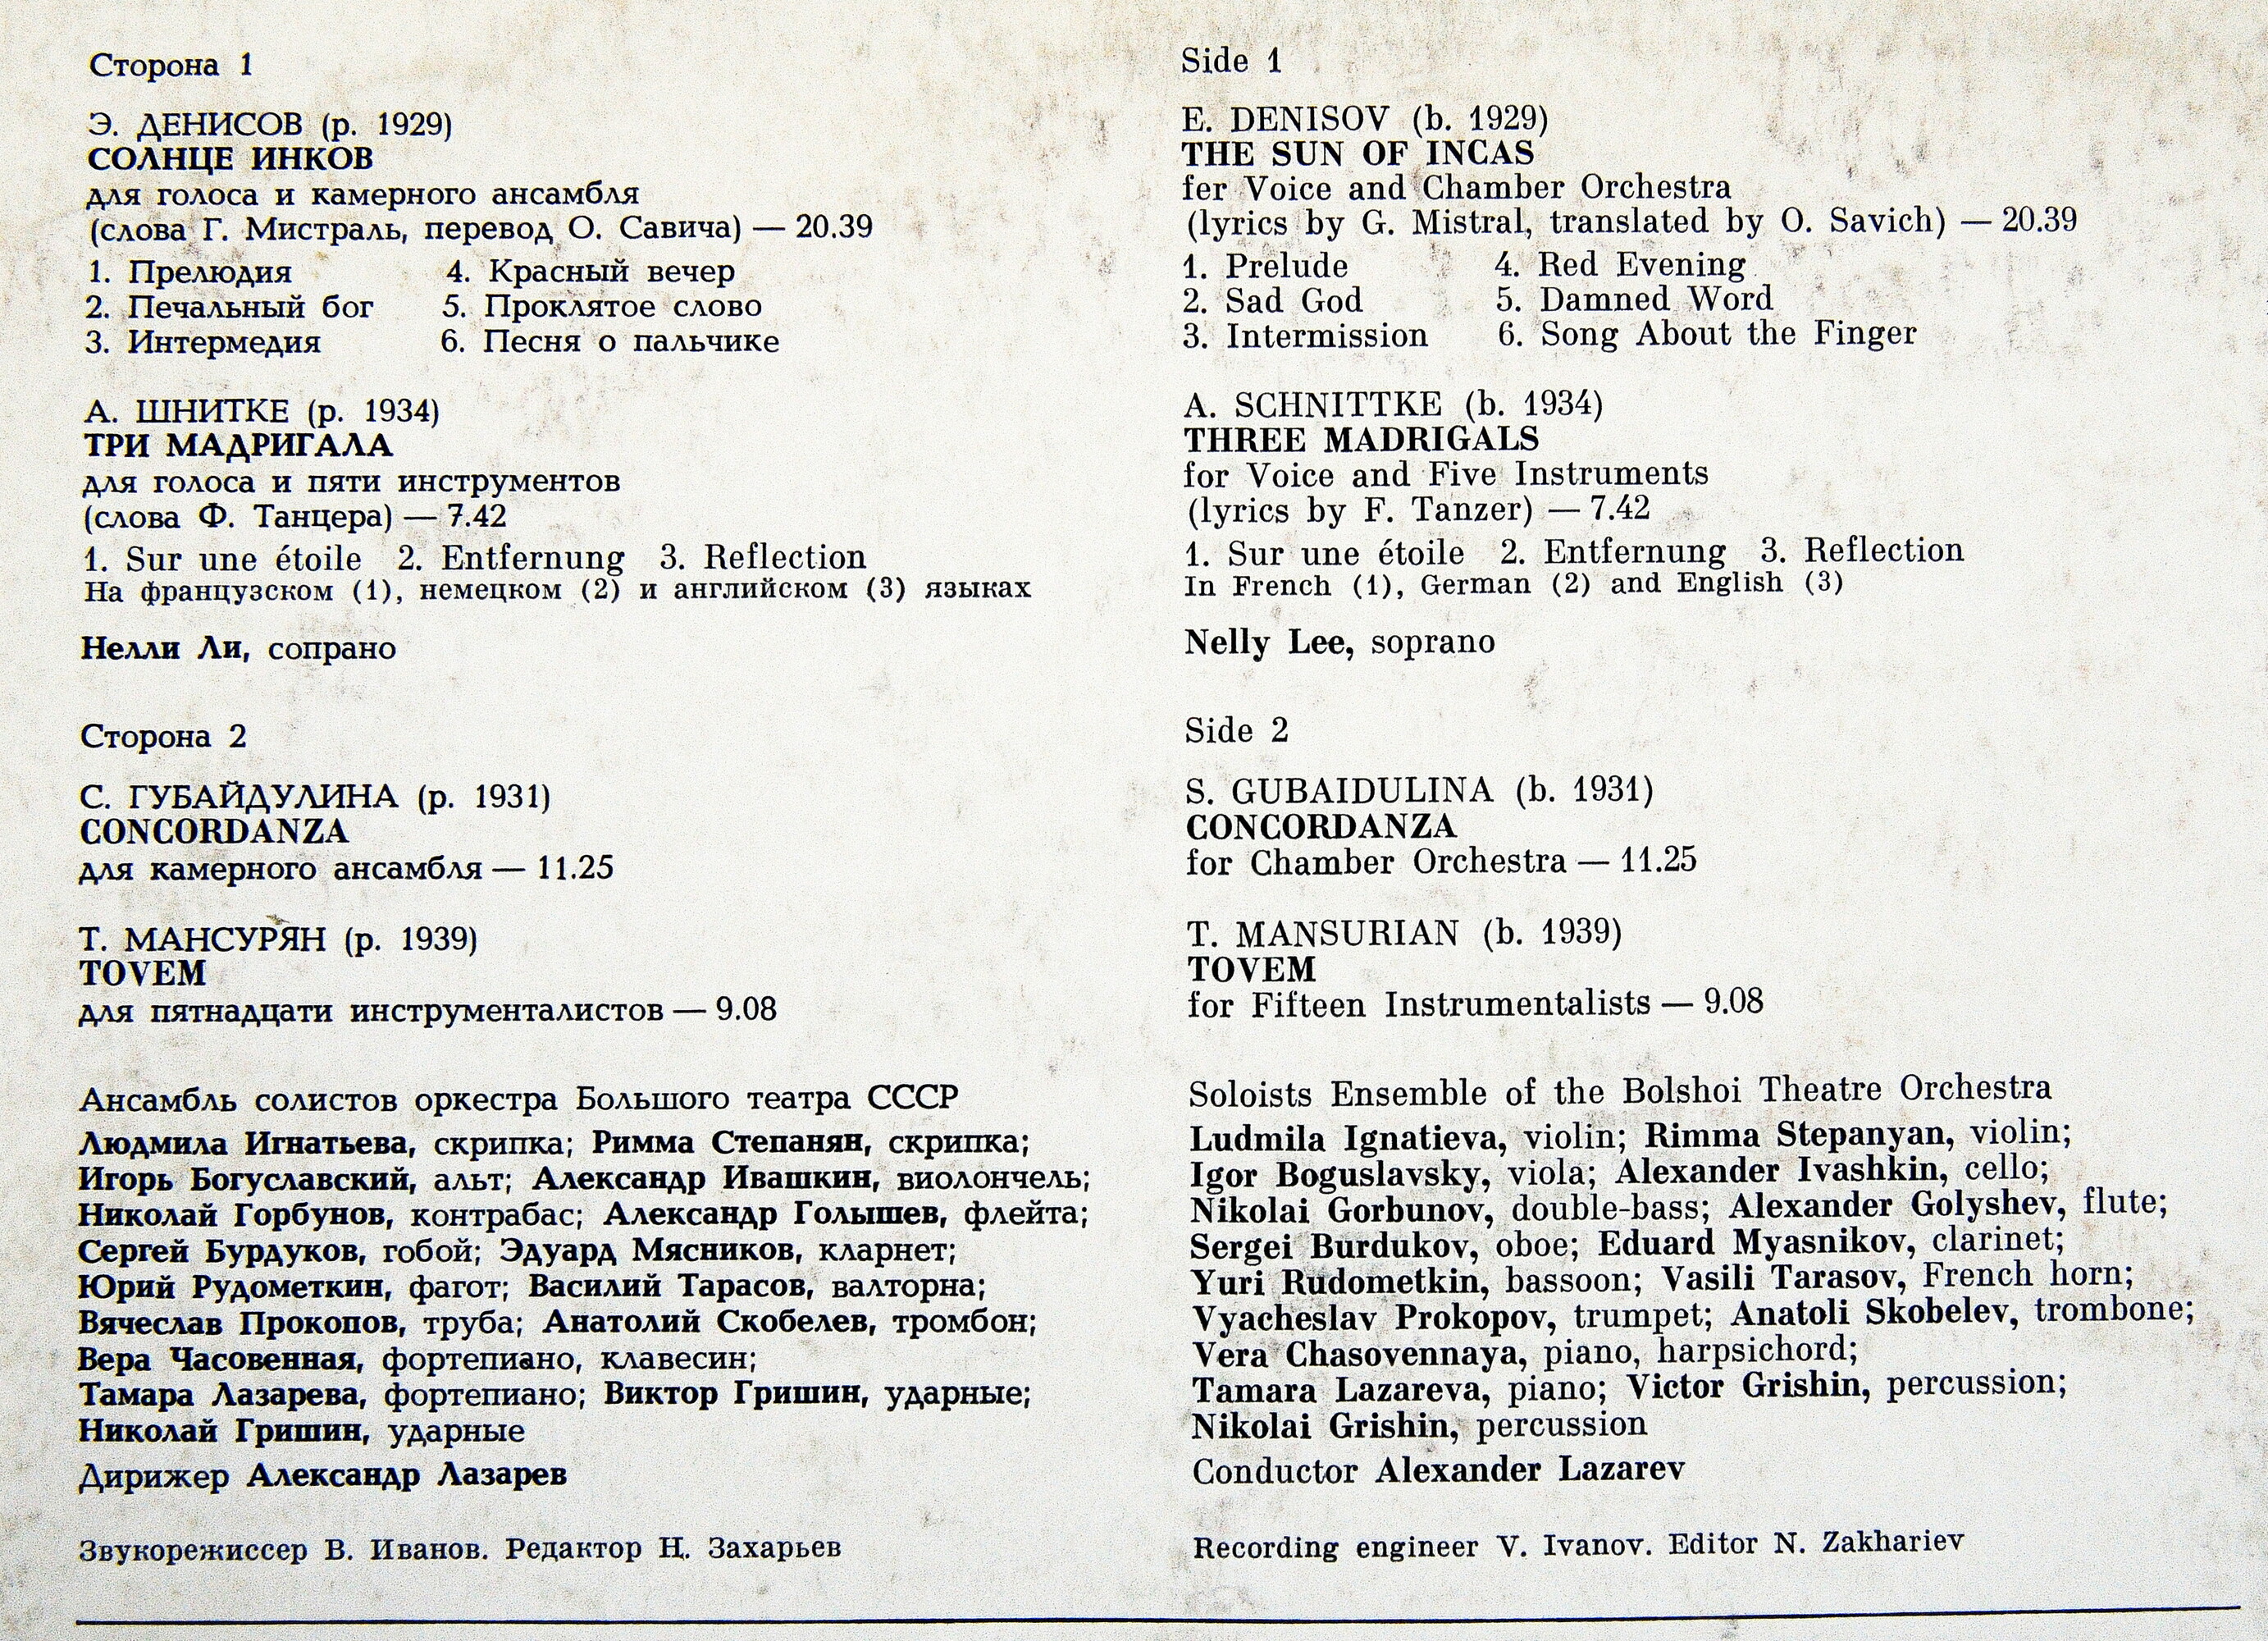 Сторона 1
Э. ДЕНИСОВ (р. 1929)
СОЛНЦЕ ИНКОВ
для голоса и камерного ансамбля
(слова Г. Мистраль, перевод О. Савича) — 20.39
1. Прелюдия 4. Красный вечер
2. Печальный бог 5. Проклятое слово
3. Интермедия 6. Песня о пальчике
А. ШНИТКЕ (р. 1934)
ТРИ МАДРИГАЛА
для голоса и пяти инструментов
(слова Ф. Танцера) — 7.42
1. Sur une étoile 2. Entfernung 3. Reflection
На французском (1), немецком (2) и английском (3) языках
Нелли Ли, сопрано
Сторона 2
С. ГУБАЙДУЛИНА (р. 1931)
CONCORDANZA
для камерного ансамбля — 11.25
Т. МАНСУРЯН (р. 1939)
TOVEM
для пятнадцати инструменталистов — 9.08
Ансамбль солистов оркестра Большого театра СССР
Людмила Игнатьева, скрипка; Римма Степанян, скрипка;
Игорь Богуславский, альт; Александр Ивашкин, виолончель;
Николай Горбунов, контрабас; Александр Голышев, флейта;
Сергей Бурдуков, гобой; Эдуард Мясников, кларнет;
Юрий Рудометкин, фагот; Василий Тарасов, валторна;
Вячеслав Прокопов, труба; Анатолий Скобелев, тромбон;
Вера Часовенная, фортепиано, клавесин;
Тамара Лазарева, фортепиано; Виктор Гришин, ударные;
Николай Гришин, ударные
Дирижер Александр Лазарев
Звукорежиссер В. Иванов. Редактор Н. Захарьев
Side 1
E. DENISOV (b. 1929)
THE SUN OF INCAS
fer Voice and Chamber Orchestra
(lyrics by G. Mistral, translated by O. Savich) — 20.39
1. Prelude 4. Red Evening
2. Sad God 5. Damned Word
3. Intermission 6. Song About the Finger
A. SCHNITTKE (b. 1934)
THREE MADRIGALS
for Voice and Five Instruments
(lyrics by F. Tanzer) — 7.42
1. Sur une étoile 2. Entfernung 3. Reflection
In French (1), German (2) and English (3)
Nelly Lee, soprano
Side 2
S. GUBAIDULINA (b. 1931)
CONCORDANZA
for Chamber Orchestra — 11.25
T. MANSURIAN (b. 1939)
TOVEM
for Fifteen Instrumentalists — 9.08
Soloists Ensemble of the Bolshoi Theatre Orchestra
Ludmila Ignatieva, violin; Rimma Stepanyan, violin;
Igor Boguslavsky, viola; Alexander Ivashkin, cello;
Nikolai Gorbunov, double-bass; Alexander Golyshev, flute;
Sergei Burdukov, oboe; Eduard Myasnikov, clarinet;
Yuri Rudometkin, bassoon; Vasili Tarasov, French horn;
Vyacheslav Prokopov, trumpet; Anatoli Skobelev, trombone;
Vera Chasovennaya, piano, harpsichord;
Tamara Lazareva, piano; Victor Grishin, percussion;
Nikolai Grishin, percussion
Conductor Alexander Lazarev
Recording engineer V. Ivanov. Editor N. Zakhariev